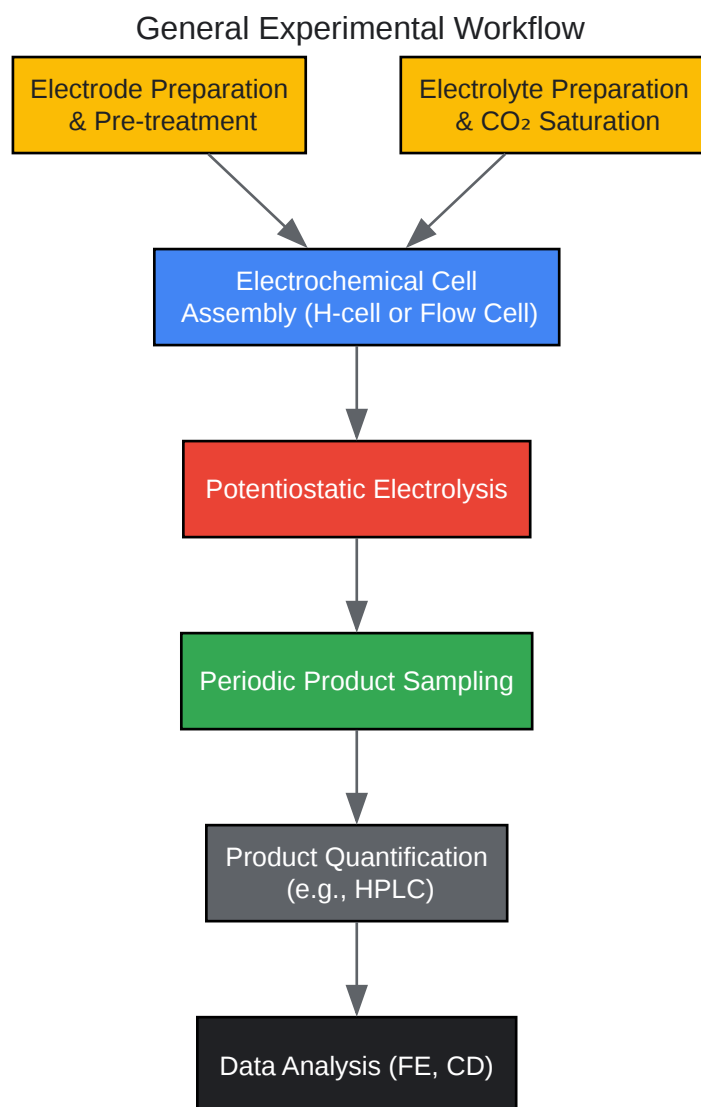 General Experimental Workflow
Electrode Preparation
& Pre-treatment
Electrolyte Preparation
& CO₂ Saturation
Electrochemical Cell
Assembly (H-cell or Flow Cell)
Potentiostatic Electrolysis
Periodic Product Sampling
Product Quantification
(e.g., HPLC)
Data Analysis (FE, CD)